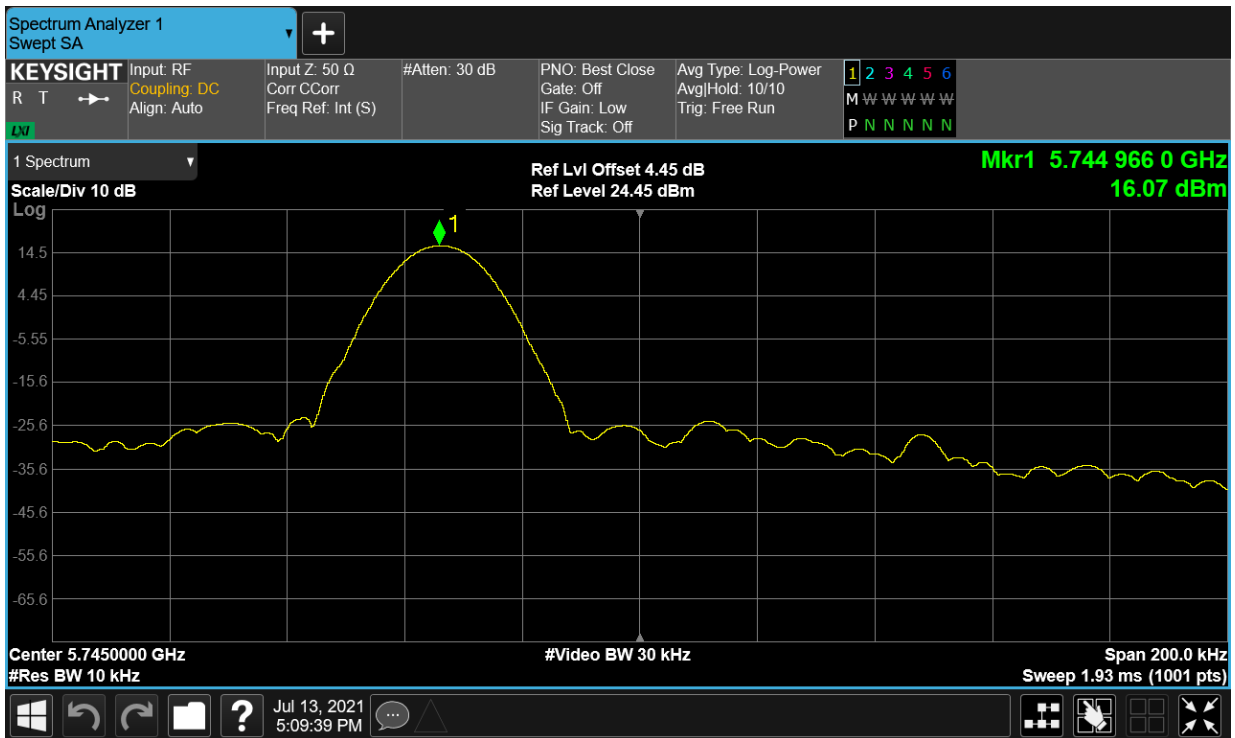 Spectrum Analyzer 1
Swept SA
+
KEYSIGHT
R T
LXI
Input: RF
Coupling: DC
Align: Auto
Input Z: 50 Ω
Corr CCorr
Freq Ref: Int (S)
#Atten: 30 dB
PNO: Best Close
Gate: Off
IF Gain: Low
Sig Track: Off
Avg Type: Log-Power
Avg|Hold: 10/10
Trig: Free Run
1 2 3 4 5 6
M W W W W W
P N N N N N
1 Spectrum
Scale/Div 10 dB
Log
Ref Lvl Offset 4.45 dB
Ref Level 24.45 dBm
Mkr1 5.744 966 0 GHz
16.07 dBm
1
14.5
4.45
-5.55
-15.6
-25.6
-35.6
-45.6
-55.6
-65.6
Center 5.7450000 GHz
#Res BW 10 kHz
#Video BW 30 kHz
Span 200.0 kHz
Sweep 1.93 ms (1001 pts)
?
Jul 13, 2021
5:09:39 PM